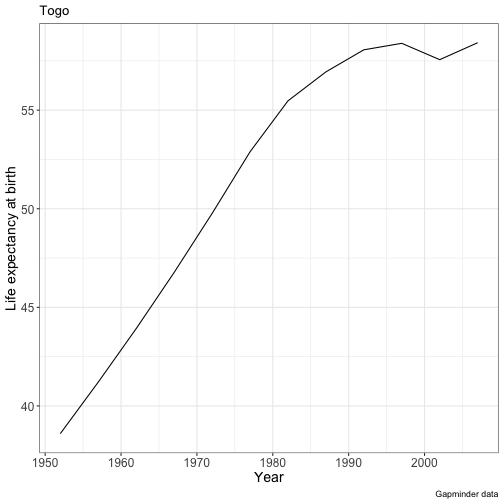 Togo
Life expectancy at birth
55
50
45
40
1950 1960 1970 1980 1990 2000
Year
Gapminder data